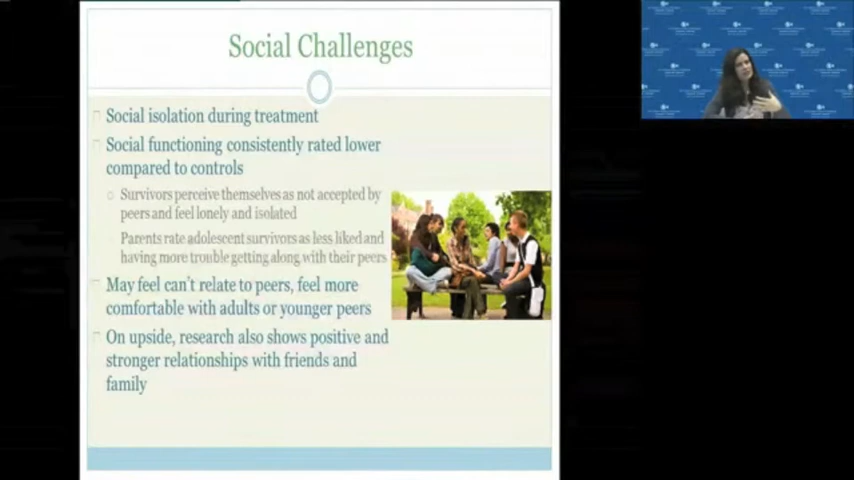 Social Challenges
Social isolation during treatment
Social functioning consistently rated lower
compared to controls
Survivors perceive themselves as not accepted by
peers and feel lonely and isolated
Parents rate adolescent survivors as less liked and
having more trouble getting along with their peers
May feel can't relate to peers, feel more
comfortable with adults or younger peers
On upside, research also shows positive and
stronger relationships with friends and
family